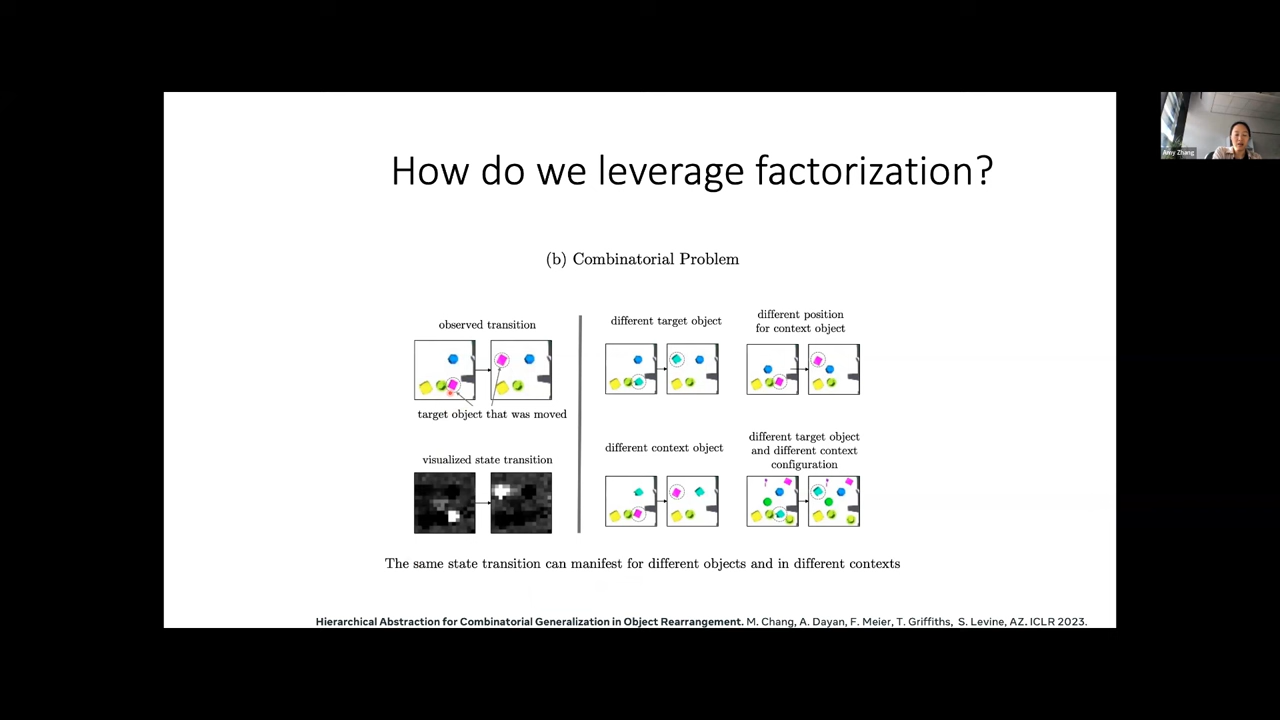 How do we leverage factorization?
Amy Zhang
(b) Combinatorial Problem
observed transition
target object that was moved
visualized state transition
different target object
different position
for context object
different context object
different target object
and different context
configuration
The same state transition can manifest for different objects and in different contexts
Hierarchical Abstraction for Combinatorial Generalization in Object Rearrangement. M. Chang, A. Dayan, F. Meier, T. Griffiths, S. Levine, AZ. ICLR 2023.